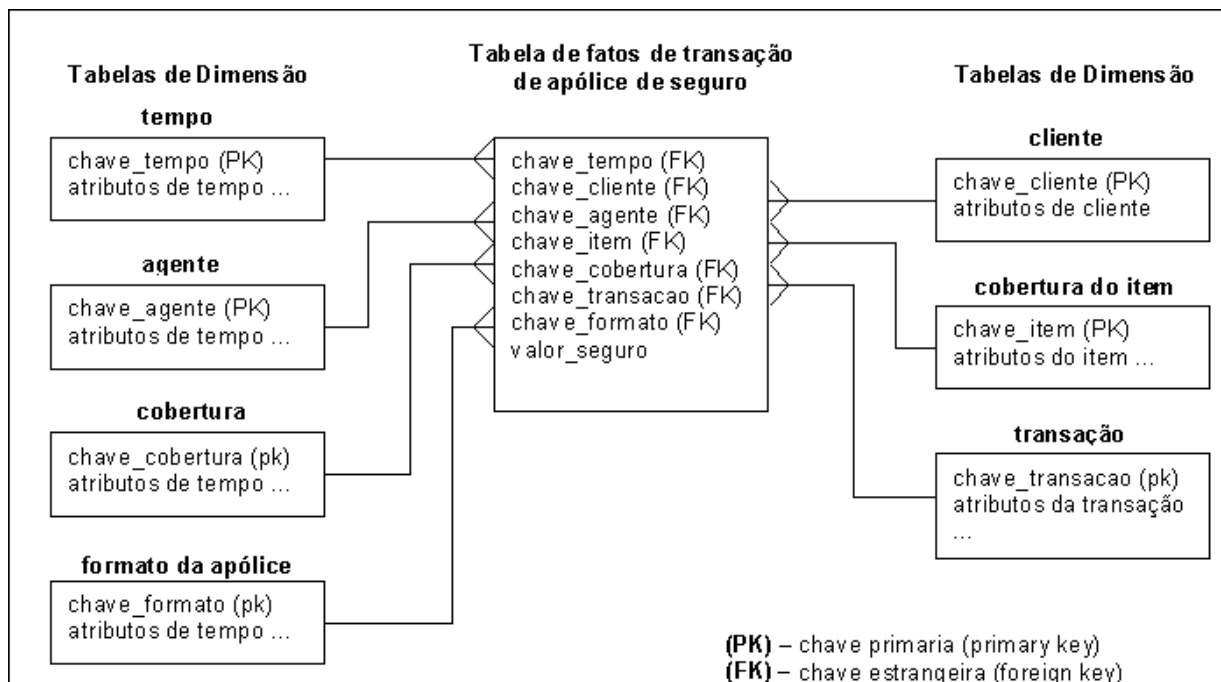 Tabelas de Dimensão
tempo
chave_tempo (PK)
atributos de tempo ...
agente
chave_agente (PK)
atributos de tempo ...
cobertura
chave_cobertura (pk)
atributos de tempo ...
formato da apólice
chave_formato (pk)
atributos de tempo ...
Tabela de fatos de transação
de apólice de seguro
chave_tempo (FK)
chave_cliente (FK)
chave_agente (FK)
chave_item (FK)
chave_cobertura (FK)
chave_transacao (FK)
chave_formato (FK)
valor_seguro
Tabelas de Dimensão
cliente
chave_cliente (PK)
atributos de cliente
cobertura do item
chave_item (PK)
atributos do item ...
transação
chave_transacao (pk)
atributos da transação
...
(PK) – chave primaria (primary key)
(FK) – chave estrangeira (foreign key)